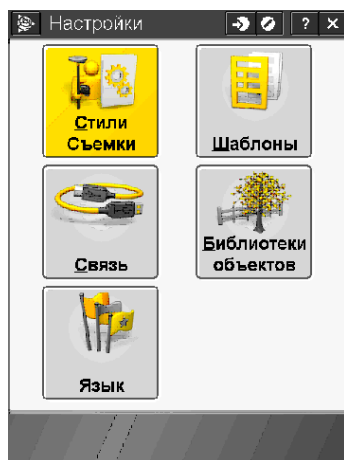 Настройки
? ×
Стили
Съемки
Шаблоны
Связь
Библиотеки
объектов
Язык